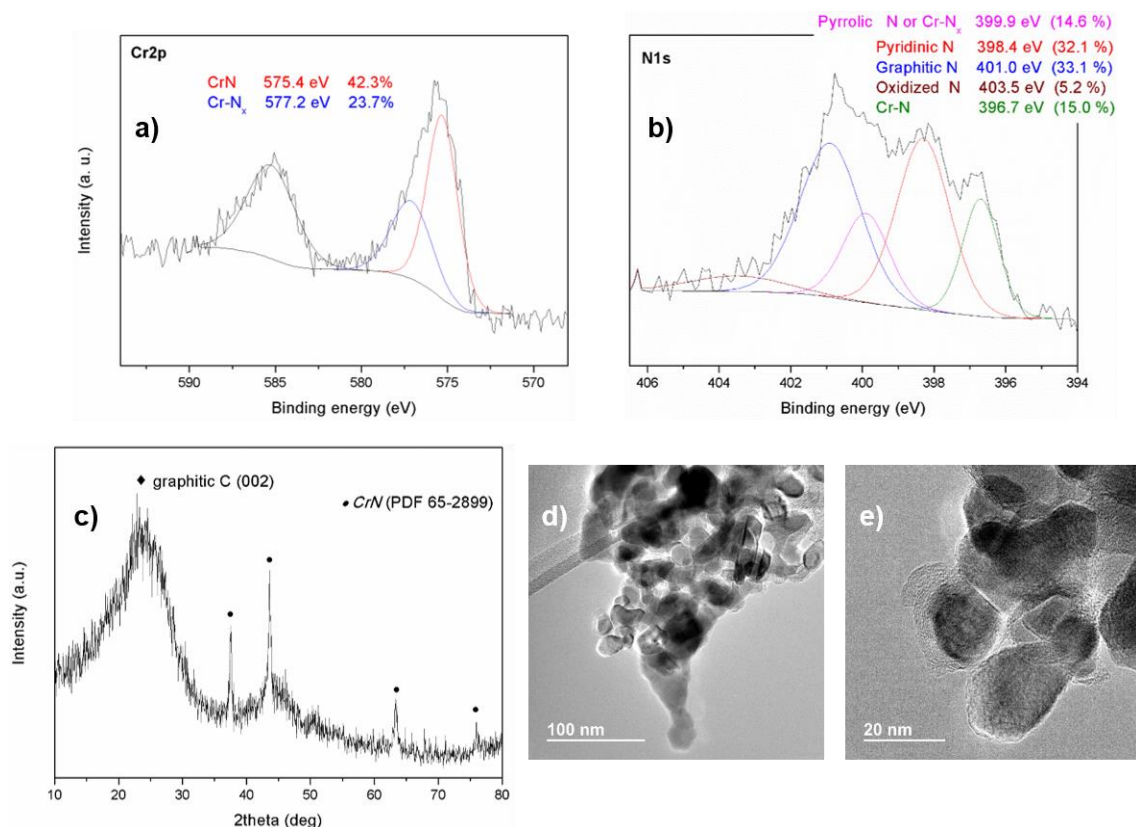 Cr2p
CrN 575.4 eV 42.3%
Cr-Nx 577.2 eV 23.7%
a)
Intensity (a. u.)
590 585 580 575 570
Binding energy (eV)
Pyrrolic N or Cr-Nx 399.9 eV (14.6 %)
N1s
Pyridinic N 398.4 eV (32.1 %)
Graphitic N 401.0 eV (33.1 %)
Oxidized N 403.5 eV (5.2 %)
Cr-N 396.7 eV (15.0 %)
b)
Intensity (a. u.)
406 404 402 400 398 396 394
Binding energy (eV)
♦ graphitic C (002)
• CrN (PDF 65-2899)
c)
Intensity (a.u.)
10 20 30 40 50 60 70 80
2theta (deg)
d)
100 nm
e)
20 nm